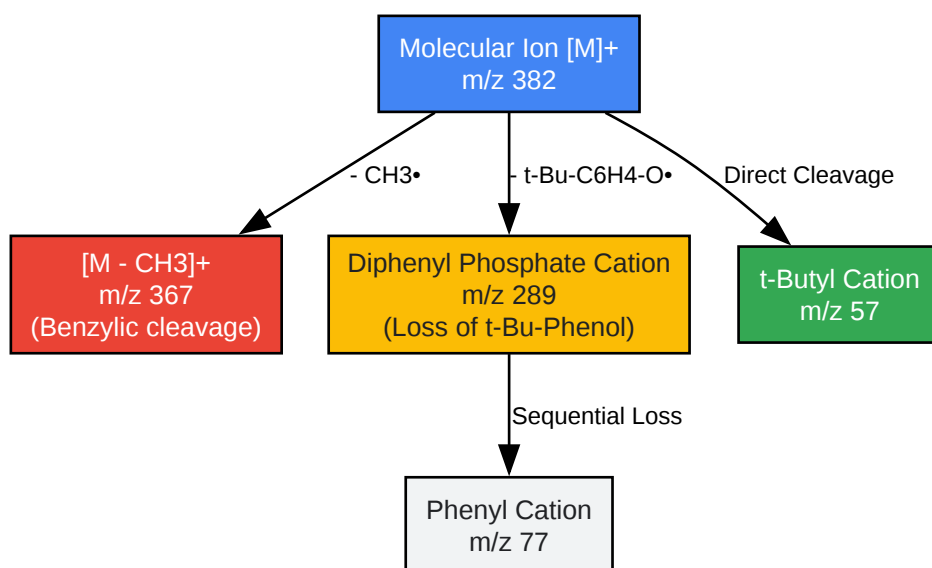 Molecular Ion [M]+
m/z 382
- CH3•
- t-Bu-C6H4-O•
Direct Cleavage
[M - CH3]+
m/z 367
(Benzylic cleavage)
Diphenyl Phosphate Cation
m/z 289
(Loss of t-Bu-Phenol)
t-Butyl Cation
m/z 57
Sequential Loss
Phenyl Cation
m/z 77